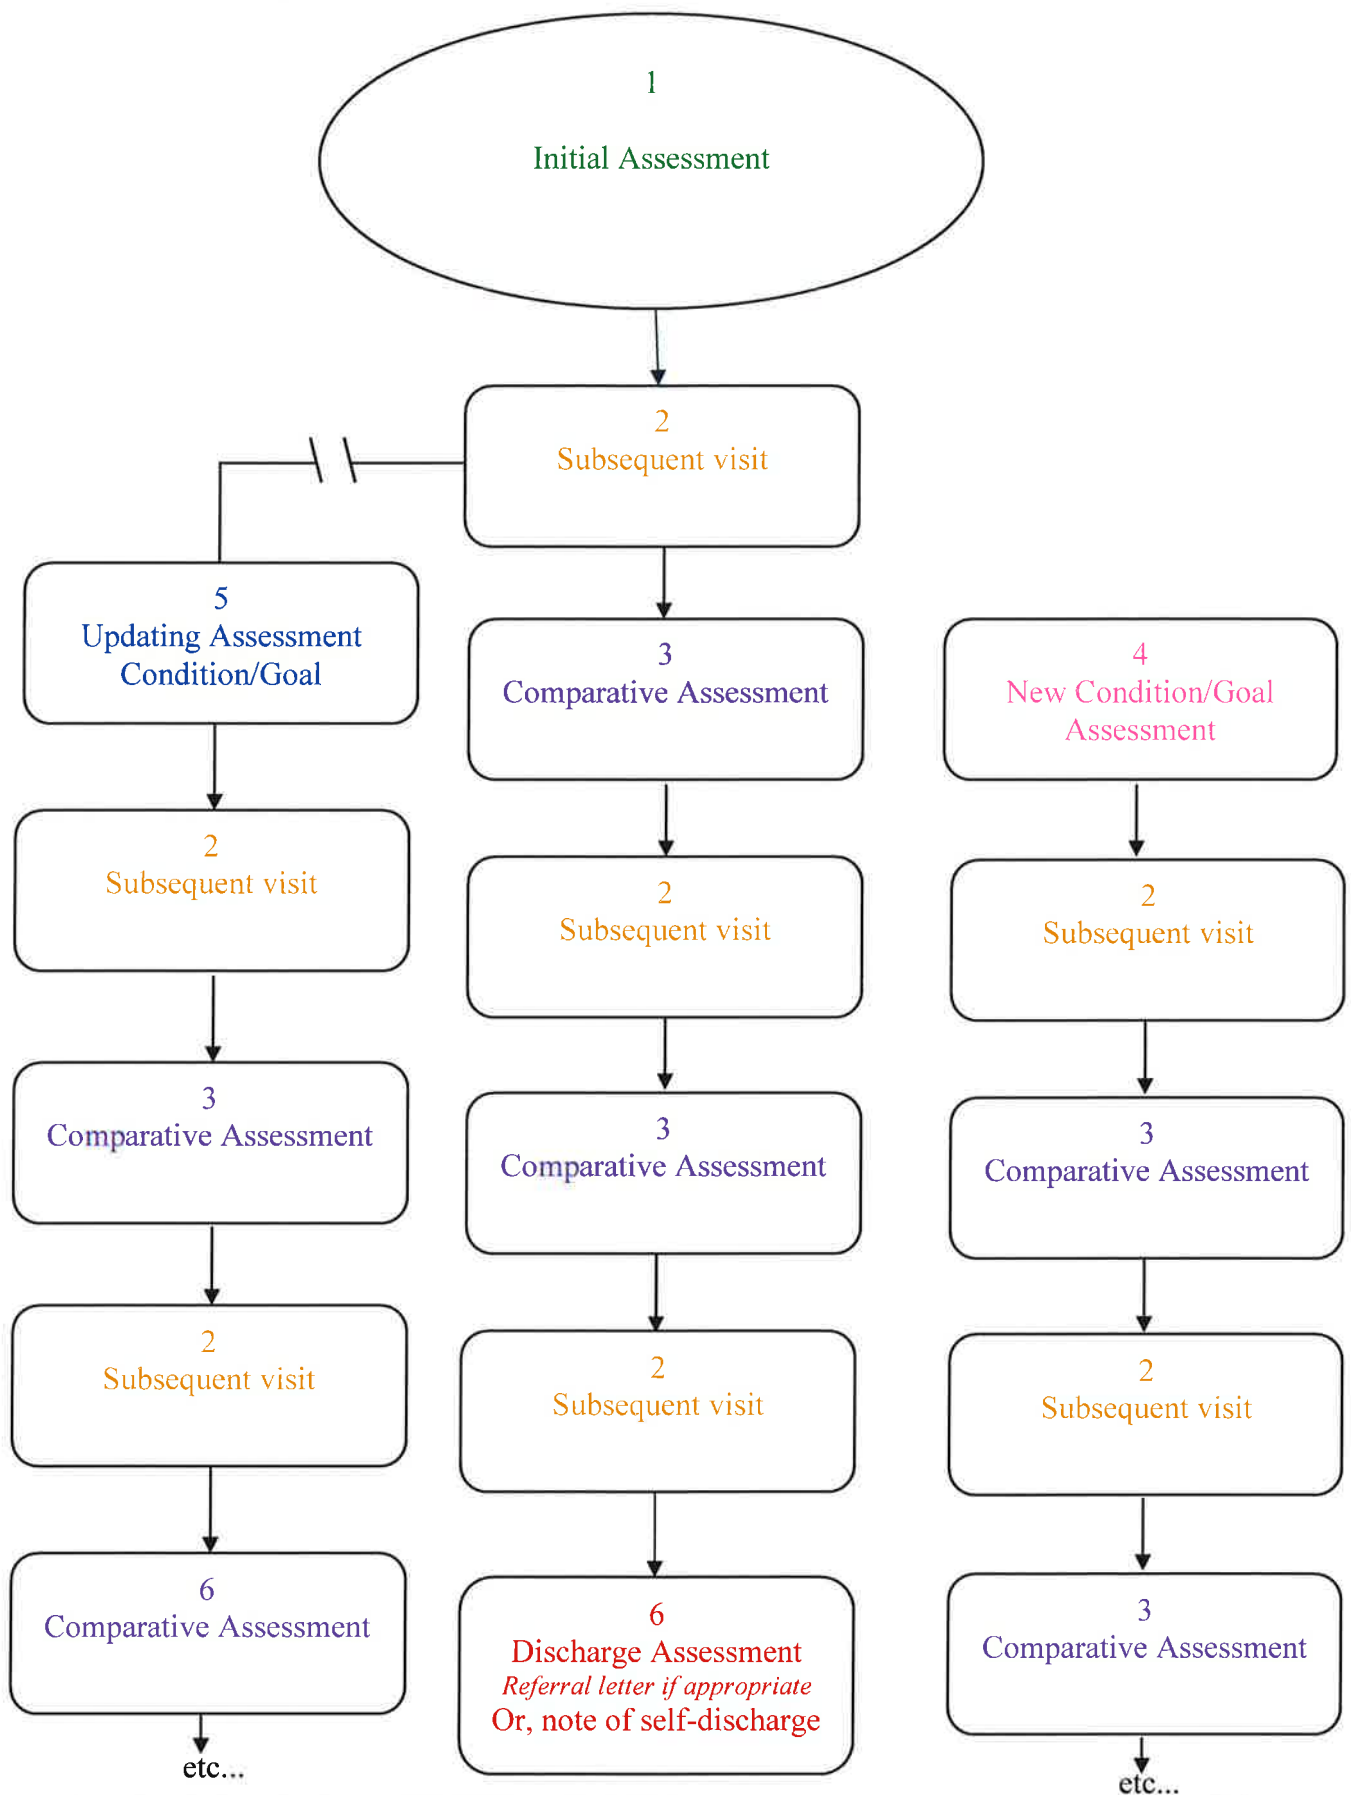 1
Initial Assessment
2
Subsequent visit
5
Updating Assessment
Condition/Goal
3
Comparative Assessment
4
New Condition/Goal
Assessment
2
Subsequent visit
2
Subsequent visit
2
Subsequent visit
3
Comparative Assessment
3
Comparative Assessment
3
Comparative Assessment
2
Subsequent visit
2
Subsequent visit
2
Subsequent visit
6
Comparative Assessment
6
Discharge Assessment
Referral letter if appropriate
Or, note of self-discharge
3
Comparative Assessment
etc...
etc...